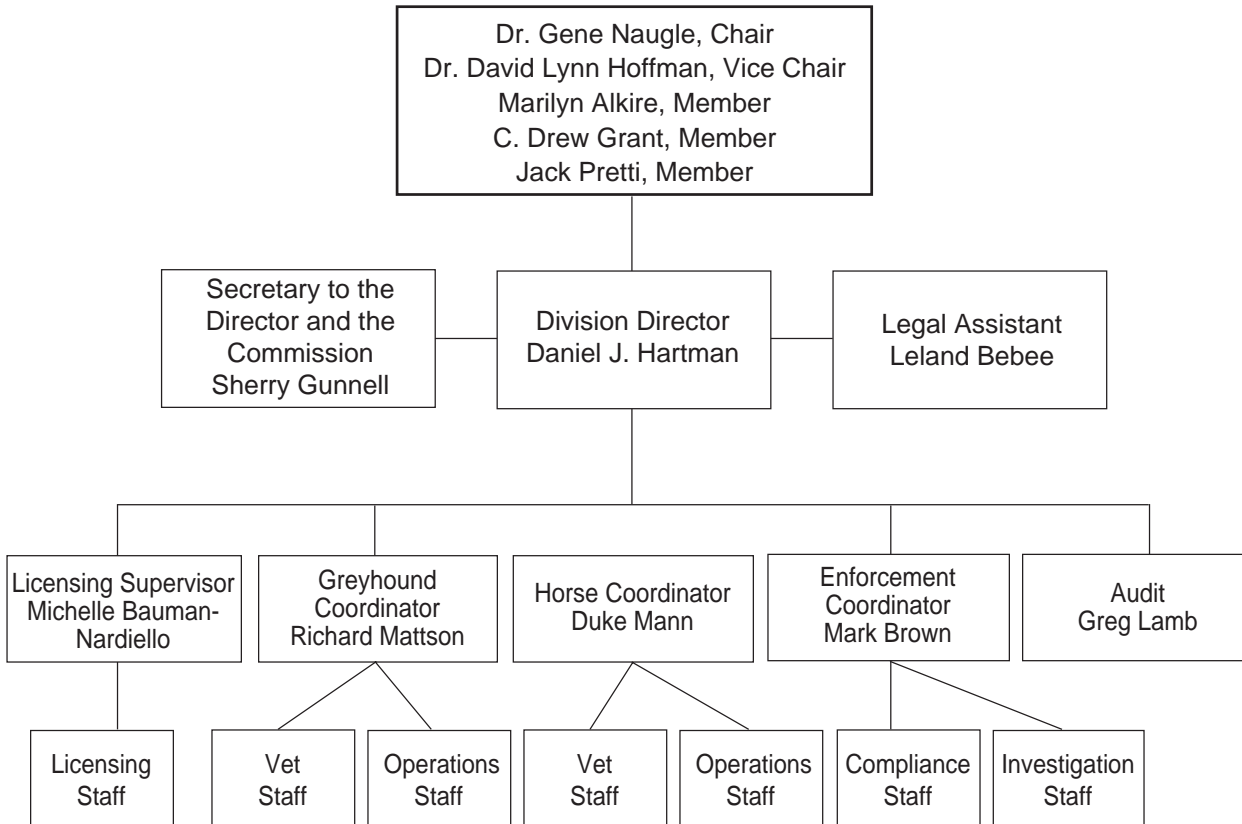 Dr. Gene Naugle, Chair
Dr. David Lynn Hoffman, Vice Chair
Marilyn Alkire, Member
C. Drew Grant, Member
Jack Pretti, Member
Secretary to the
Director and the
Commission
Sherry Gunnell
Division Director
Daniel J. Hartman
Legal Assistant
Leland Bebee
Licensing Supervisor
Michelle Bauman-
Nardiello
Greyhound
Coordinator
Richard Mattson
Horse Coordinator
Duke Mann
Enforcement
Coordinator
Mark Brown
Audit
Greg Lamb
Licensing
Staff
Vet
Staff
Operations
Staff
Vet
Staff
Operations
Staff
Compliance
Staff
Investigation
Staff